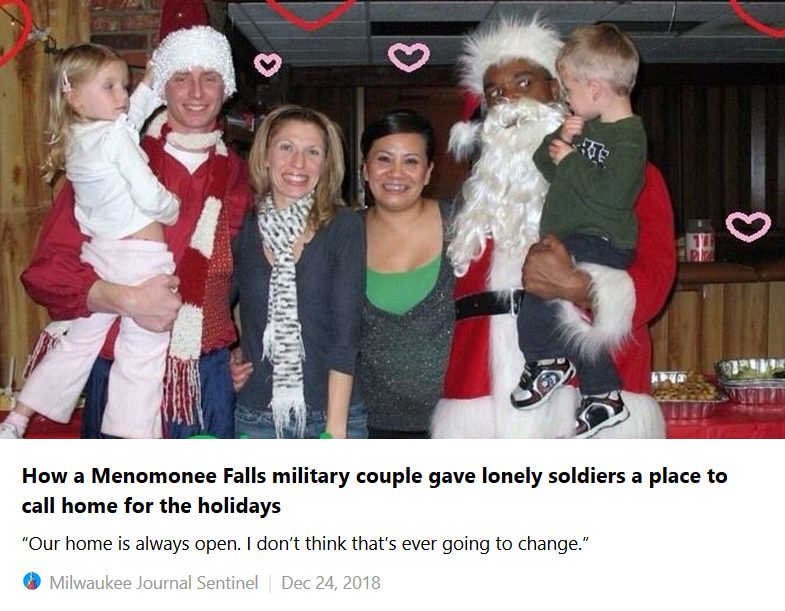 How a Menomonee Falls military couple gave lonely soldiers a place to
call home for the holidays
“Our home is always open. I don’t think that’s ever going to change.”
Milwaukee Journal Sentinel | Dec 24, 2018